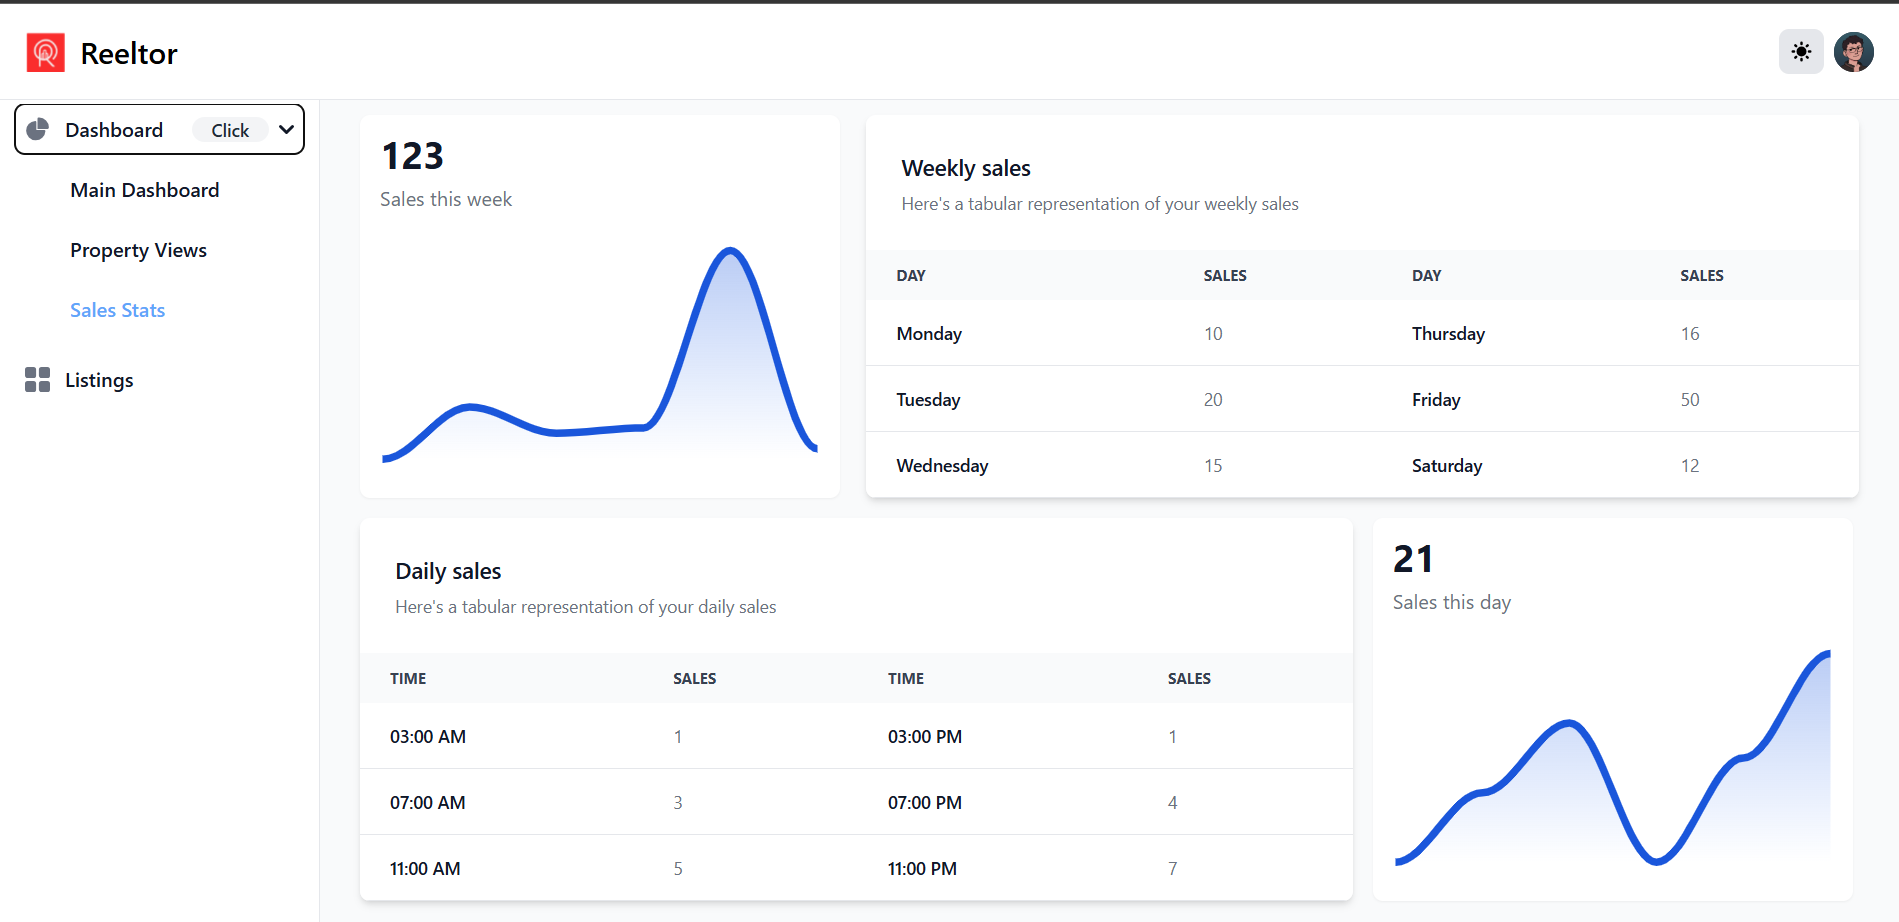 Reeltor
Dashboard Click
Main Dashboard
Property Views
Sales Stats
Listings
123
Sales this week
Weekly sales
Here's a tabular representation of your weekly sales
DAY SALES DAY SALES
Monday 10 Thursday 16
Tuesday 20 Friday 50
Wednesday 15 Saturday 12
Daily sales
Here's a tabular representation of your daily sales
TIME SALES TIME SALES
03:00 AM 1 03:00 PM 1
07:00 AM 3 07:00 PM 4
11:00 AM 5 11:00 PM 7
21
Sales this day